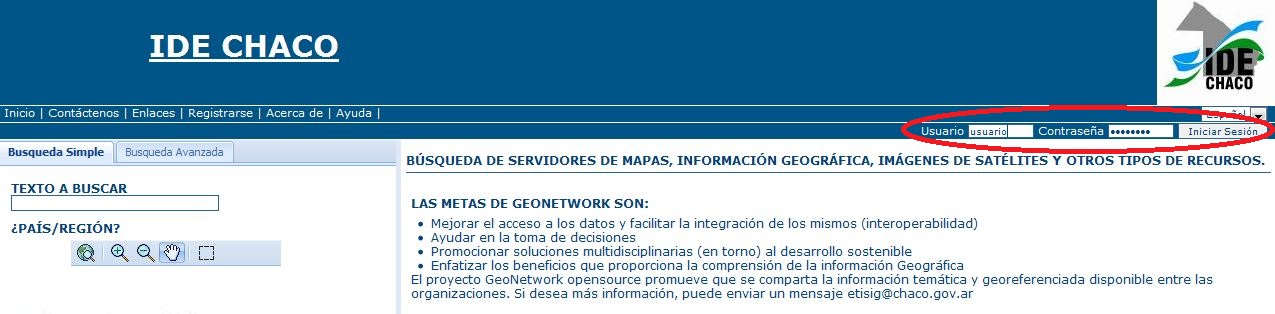 IDE CHACO
IDE
CHACO
Inicio | Contáctenos | Enlaces | Registrarse | Acerca de | Ayuda |
Español
Usuario usuario Contraseña •••••••• Iniciar Sesión
Busqueda Simple Busqueda Avanzada
BÚSQUEDA DE SERVIDORES DE MAPAS, INFORMACIÓN GEOGRÁFICA, IMÁGENES DE SATÉLITES Y OTROS TIPOS DE RECURSOS.
TEXTO A BUSCAR
¿PAÍS/REGIÓN?
LAS METAS DE GEONETWORK SON:
• Mejorar el acceso a los datos y facilitar la integración de los mismos (interoperabilidad)
• Ayudar en la toma de decisiones
• Promocionar soluciones multidisciplinarias (en torno) al desarrollo sostenible
• Enfatizar los beneficios que proporciona la comprensión de la información Geográfica
El proyecto GeoNetwork opensource promueve que se comparta la información temática y georeferenciada disponible entre las
organizaciones. Si desea más información, puede enviar un mensaje etisig@chaco.gov.ar